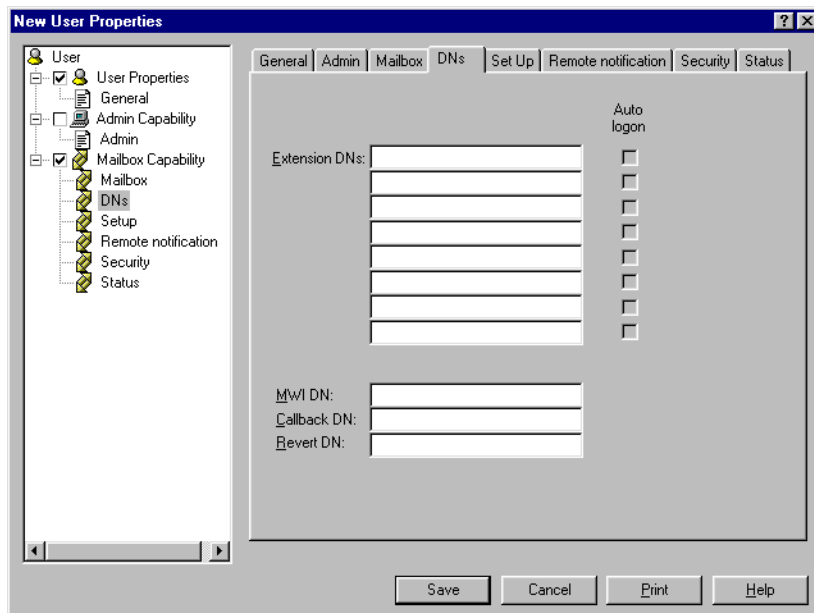 New User Properties
User
User Properties
General
Admin Capability
Admin
Mailbox Capability
Mailbox
DNs
Setup
Remote notification
Security
Status
General Admin Mailbox DNs Set Up Remote notification Security Status
Auto
logon
Extension DNs:
MWI DN:
Callback DN:
Revert DN:
Save Cancel Print Help